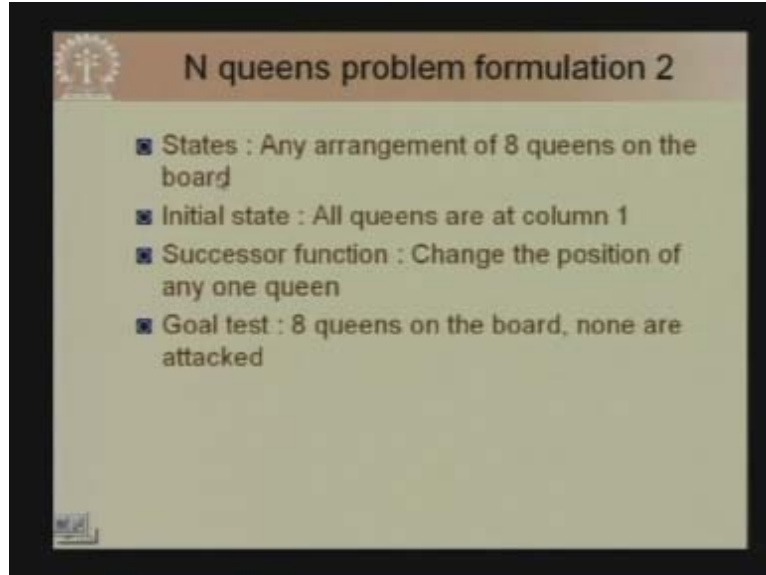 N queens problem formulation 2
States : Any arrangement of 8 queens on the
board
Initial state : All queens are at column 1
Successor function : Change the position of
any one queen
Goal test : 8 queens on the board, none are
attacked